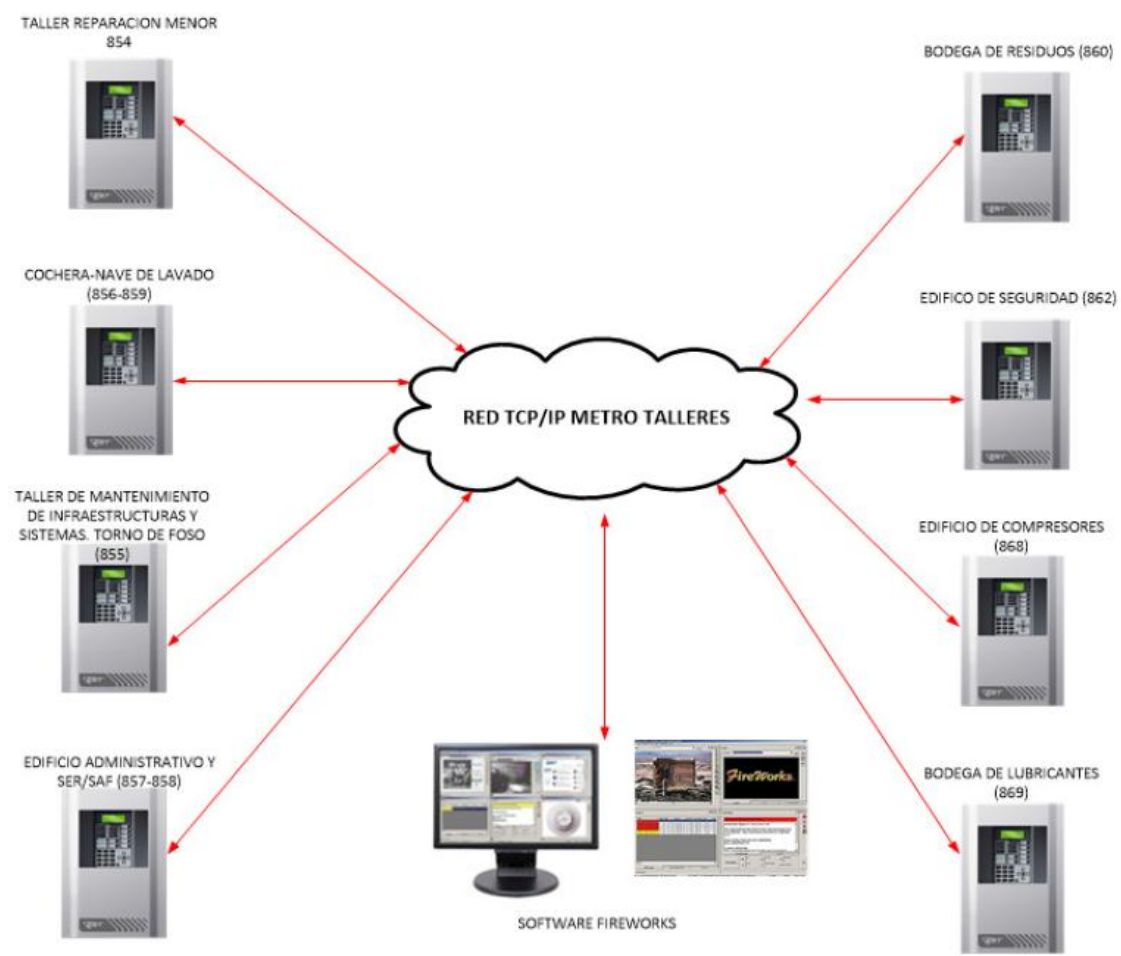 TALLER REPARACION MENOR
854
BODEGA DE RESIDUOS (860)
COCHERA-NAVE DE LAVADO
(856-859)
EDIFICO DE SEGURIDAD (862)
RED TCP/IP METRO TALLERES
TALLER DE MANTENIMIENTO
DE INFRAESTRUCTURAS Y
SISTEMAS. TORNO DE FOSO
(855)
EDIFICIO DE COMPRESORES
(868)
EDIFICIO ADMINISTRATIVO Y
SER/SAF (857-858)
FireWorks
BODEGA DE LUBRICANTES
(869)
SOFTWARE FIREWORKS